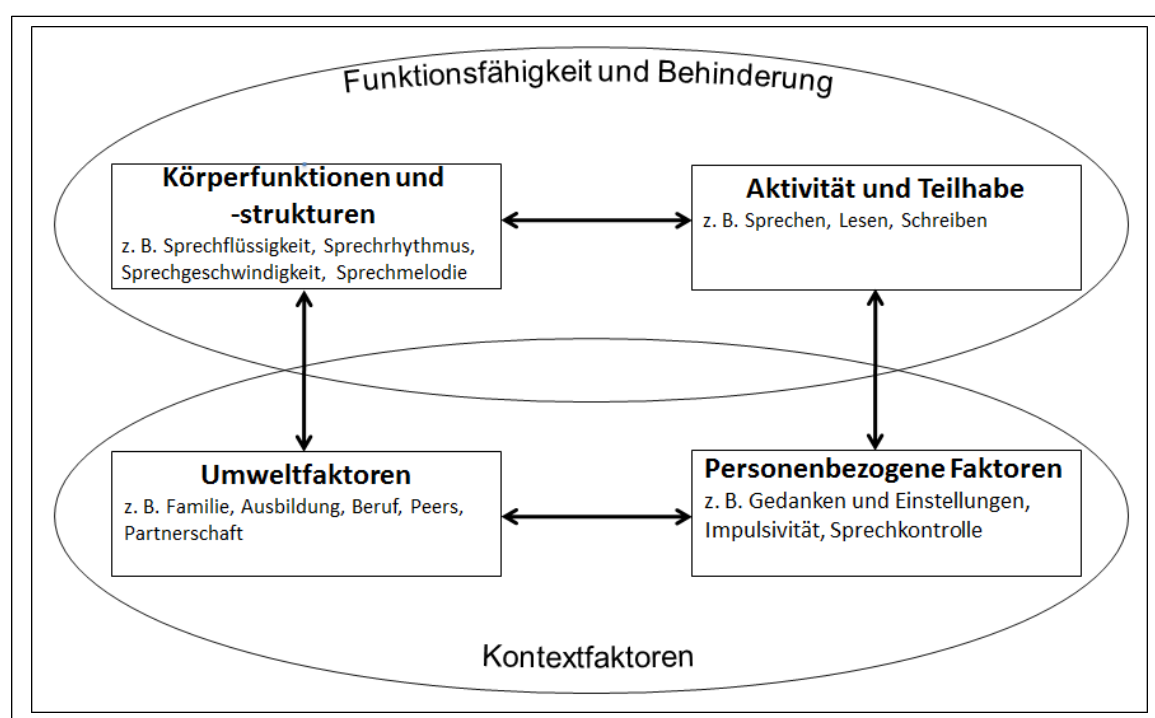 Funktionsfähigkeit und Behinderung
Körperfunktionen und
-strukturen
z. B. Sprechflüssigkeit, Sprechrhythmus,
Sprechgeschwindigkeit, Sprechmelodie
Aktivität und Teilhabe
z. B. Sprechen, Lesen, Schreiben
Umweltfaktoren
z. B. Familie, Ausbildung, Beruf, Peers,
Partnerschaft
Personenbezogene Faktoren
z. B. Gedanken und Einstellungen,
Impulsivität, Sprechkontrolle
Kontextfaktoren